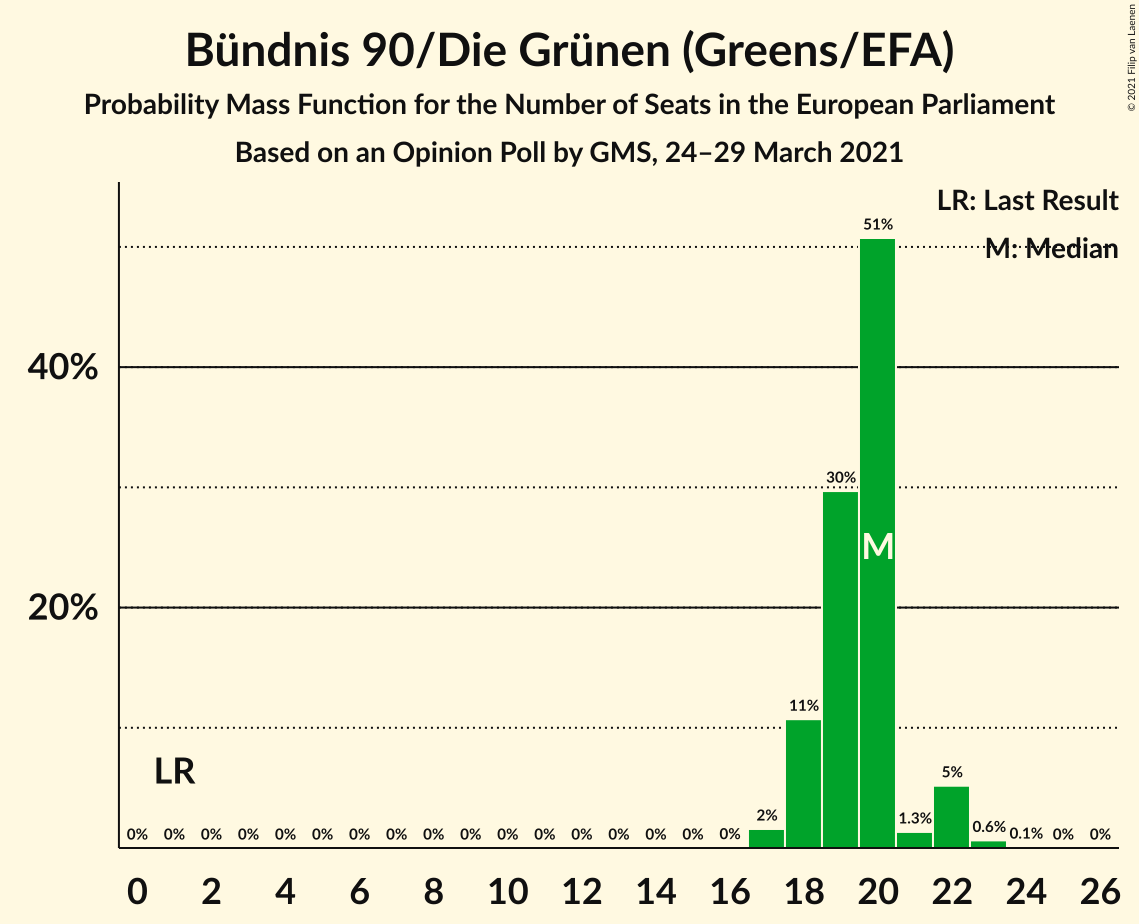 Bündnis 90/Die Grünen (Greens/EFA)
Probability Mass Function for the Number of Seats in the European Parliament
Based on an Opinion Poll by GMS, 24–29 March 2021
© 2021 Filip van Laenen
LR: Last Result
M: Median
51%
40%
30%
M
20%
11%
LR
5%
2%
1.3%
0.6%
0.1%
0% 0% 0% 0% 0% 0% 0% 0% 0% 0% 0% 0% 0% 0% 0% 0% 0% 0% 0%
0 2 4 6 8 10 12 14 16 18 20 22 24 26